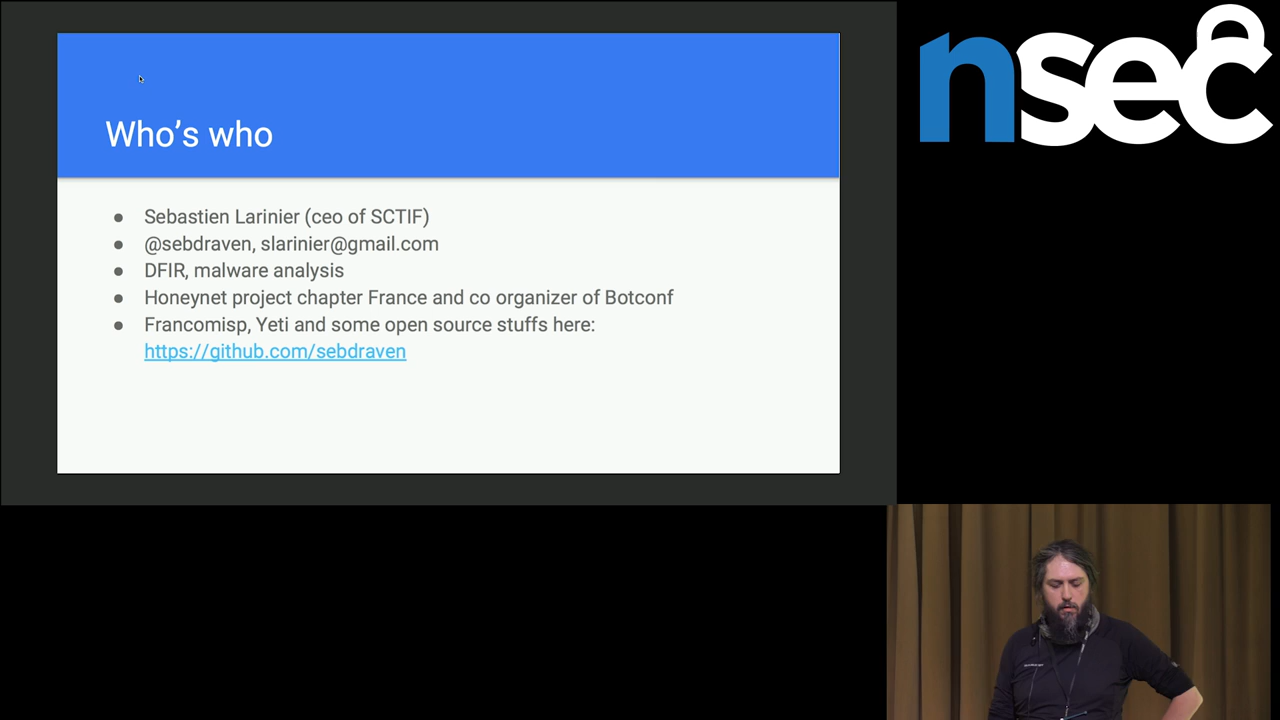 Who's who
● Sebastien Larinier (ceo of SCTIF)
● @sebdraven, slarinier@gmail.com
● DFIR, malware analysis
● Honeynet project chapter France and co organizer of Botconf
● Francomisp, Yeti and some open source stuffs here:
https://github.com/sebdraven
nsec